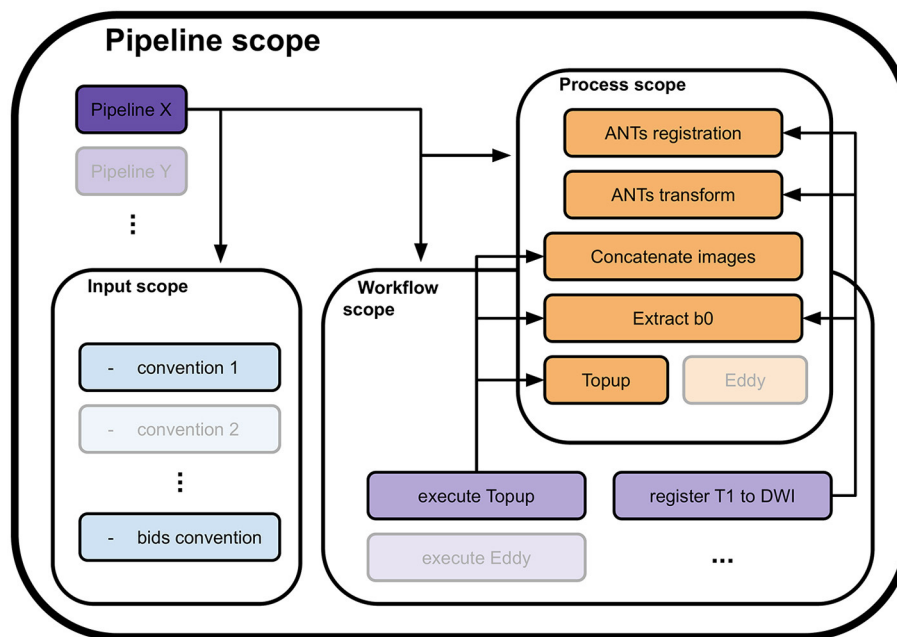 Pipeline scope
Pipeline X
Pipeline Y
⋮
Input scope
- convention 1
- convention 2
⋮
- bids convention
Process scope
ANTs registration
ANTs transform
Concatenate images
Extract b0
Topup
Eddy
Workflow
scope
execute Topup
register T1 to DWI
execute Eddy
...